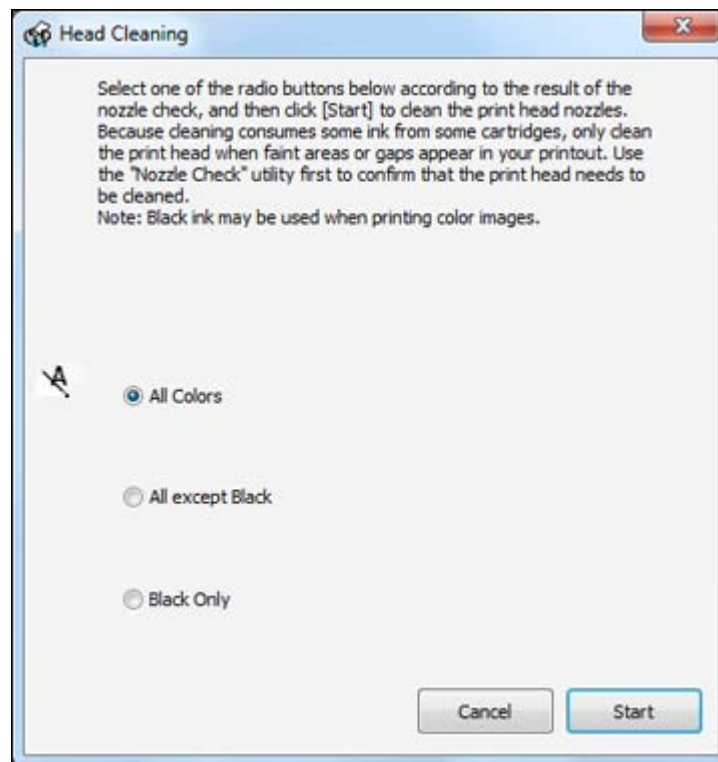 Head Cleaning
Select one of the radio buttons below according to the result of the
nozzle check, and then click [Start] to clean the print head nozzles.
Because cleaning consumes some ink from some cartridges, only clean
the print head when faint areas or gaps appear in your printout. Use
the "Nozzle Check" utility first to confirm that the print head needs to
be cleaned.
Note: Black ink may be used when printing color images.
A
All Colors
All except Black
Black Only
Cancel
Start